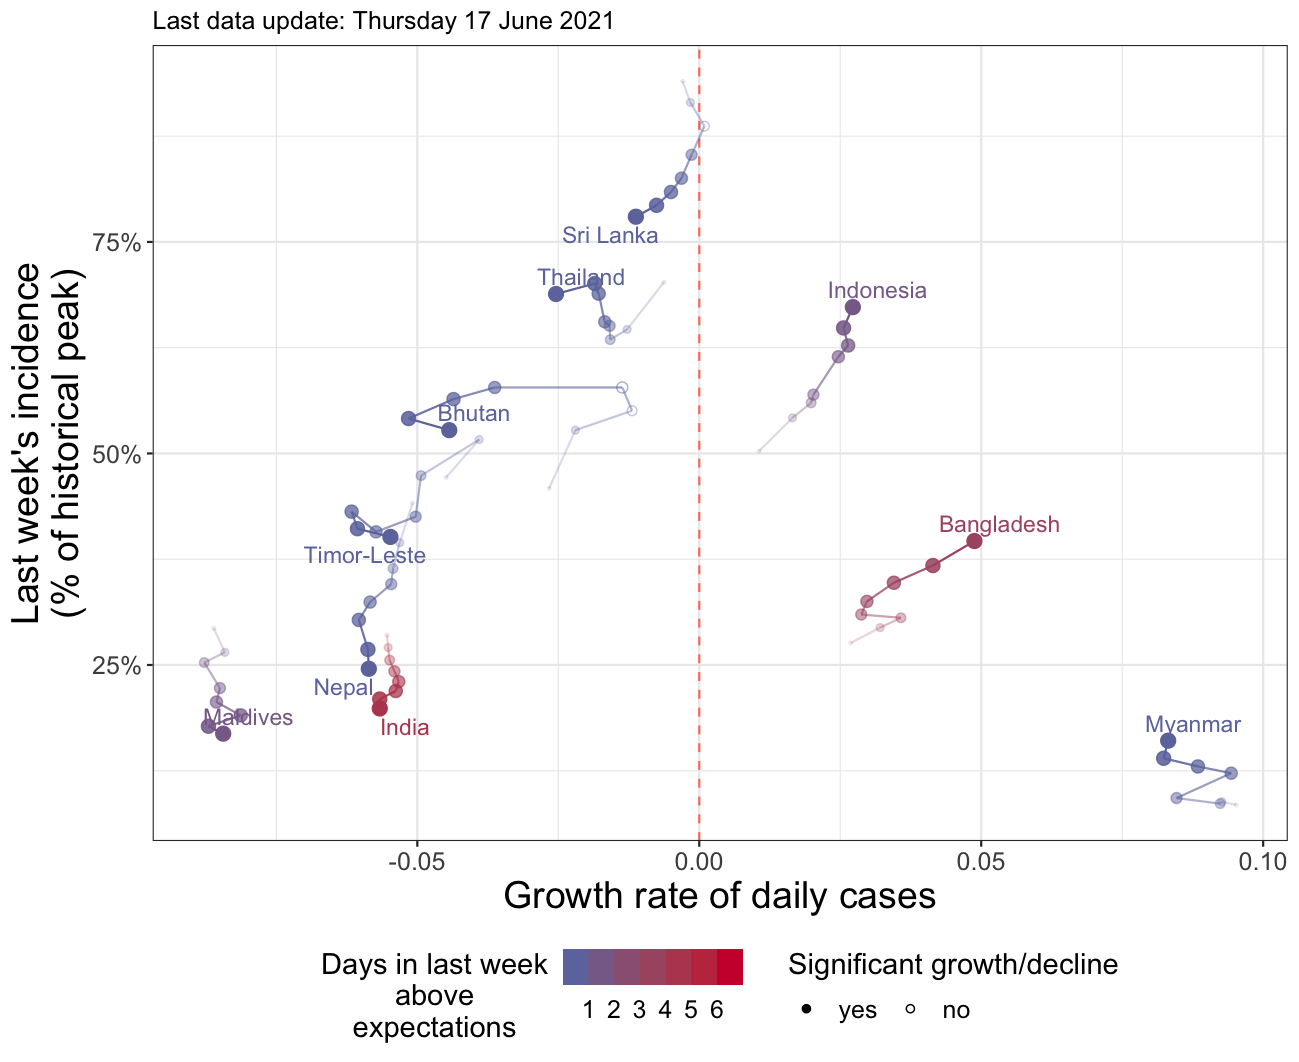 Last data update: Thursday 17 June 2021
Last week's incidence
(% of historical peak)
75%
50%
25%
Sri Lanka
Thailand
Indonesia
Bhutan
Bangladesh
Timor-Leste
Nepal
Maldives
India
Myanmar
-0.05 0.00 0.05 0.10
Growth rate of daily cases
Days in last week
above
expectations
1 2 3 4 5 6
Significant growth/decline
yes no